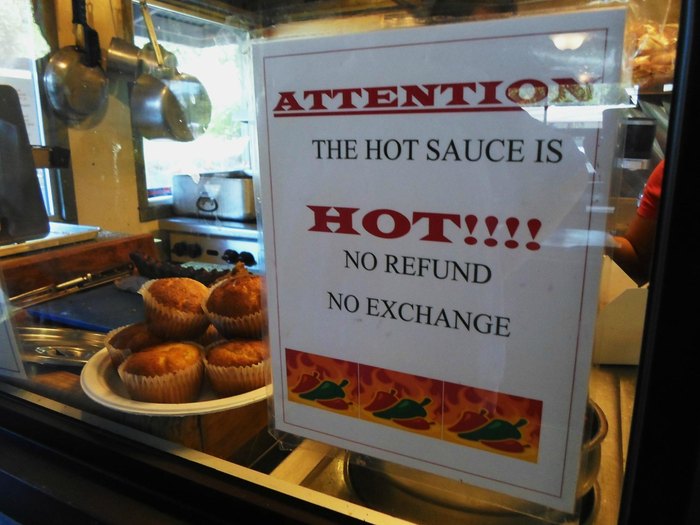 ATTENTION
THE HOT SAUCE IS
HOT!!!!
NO REFUND
NO EXCHANGE